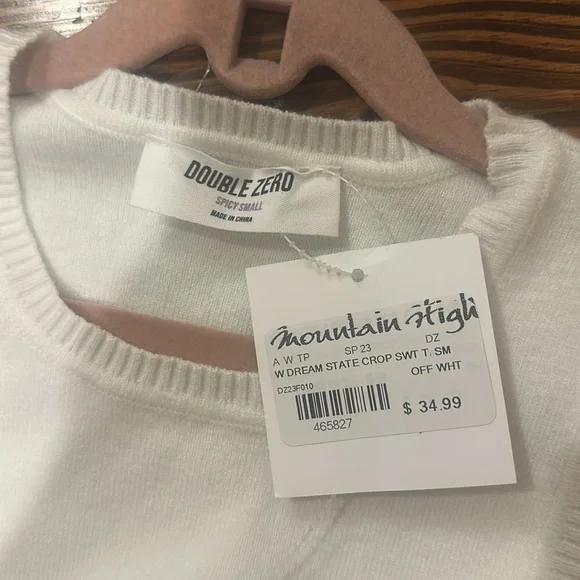 DOUBLE ZERO
SPICY SMALL
MADE IN CHINA
Mountain High
A W TP SP 23 DZ
W DREAM STATE CROP SWT T. SM
OFF WHT
DZ23F010
$ 34.99
465827